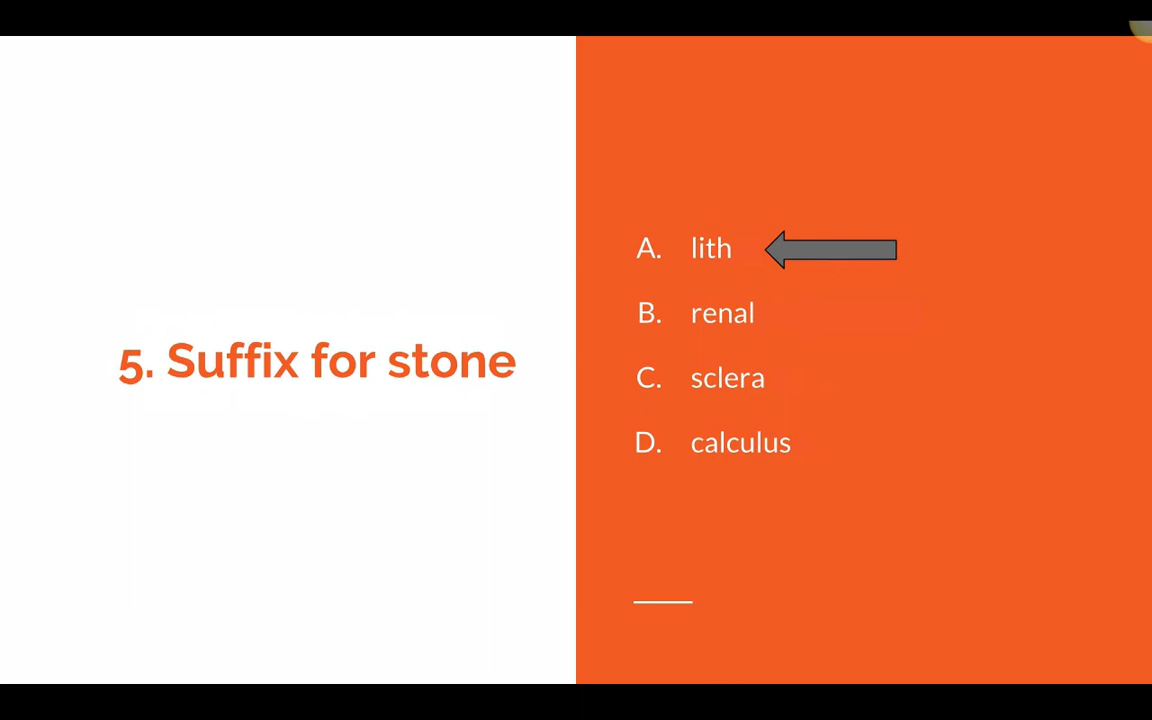 5. Suffix for stone
A. lith
B. renal
C. sclera
D. calculus